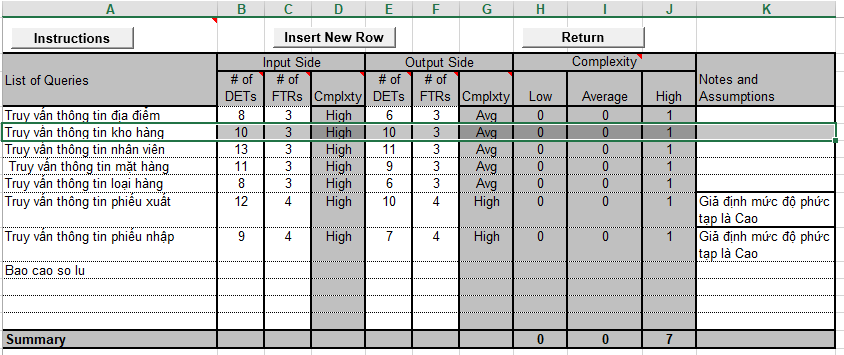 A B C D E F G H I J K
Instructions Insert New Row Return
Input Side Output Side Complexity
List of Queries # of DETs # of FTRs Cmplxty # of DETs # of FTRs Cmplxty Low Average High Notes and Assumptions
Truy vấn thông tin địa điểm 8 3 High 6 3 Avg 0 0 1
Truy vấn thông tin kho hàng 10 3 High 10 3 Avg 0 0 1
Truy vấn thông tin nhân viên 13 3 High 11 3 Avg 0 0 1
Truy vấn thông tin mặt hàng 11 3 High 9 3 Avg 0 0 1
Truy vấn thông tin loại hàng 8 3 High 6 3 Avg 0 0 1
Truy vấn thông tin phiếu xuất 12 4 High 10 4 High 0 0 1 Giả định mức độ phức
tạp là Cao
Truy vấn thông tin phiếu nhập 9 4 High 7 4 High 0 0 1 Giả định mức độ phức
tạp là Cao
Bao cao so lu
Summary 0 0 7